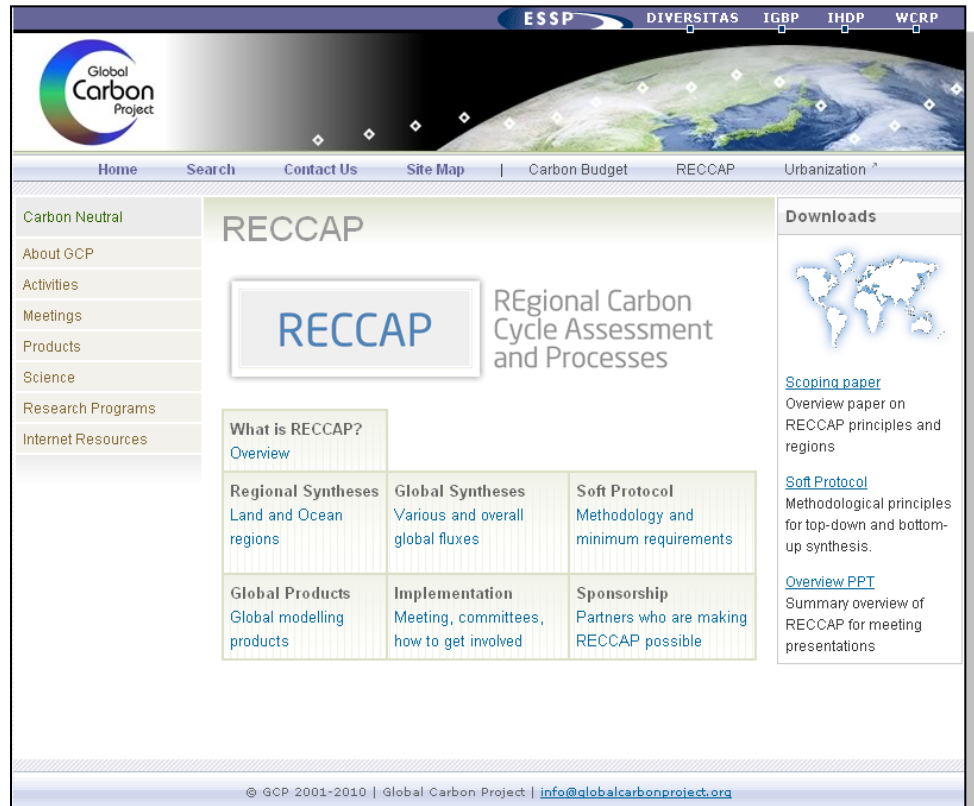 ESSP DIVERSITAS IGBP IHDP WCRP
Global
Carbon
Project
Home Search Contact Us Site Map | Carbon Budget RECCAP Urbanization
Carbon Neutral
About GCP
Activities
Meetings
Products
Science
Research Programs
Internet Resources
RECCAP
RECCAP
REgional Carbon
Cycle Assessment
and Processes
What is RECCAP?
Overview
Regional Syntheses
Land and Ocean
regions
Global Syntheses
Various and overall
global fluxes
Soft Protocol
Methodology and
minimum requirements
Global Products
Global modelling
products
Implementation
Meeting, committees,
how to get involved
Sponsorship
Partners who are making
RECCAP possible
Downloads
Scoping paper
Overview paper on
RECCAP principles and
regions
Soft Protocol
Methodological principles
for top-down and bottom-
up synthesis.
Overview PPT
Summary overview of
RECCAP for meeting
presentations
© GCP 2001-2010 | Global Carbon Project | info@globalcarbonproject.org